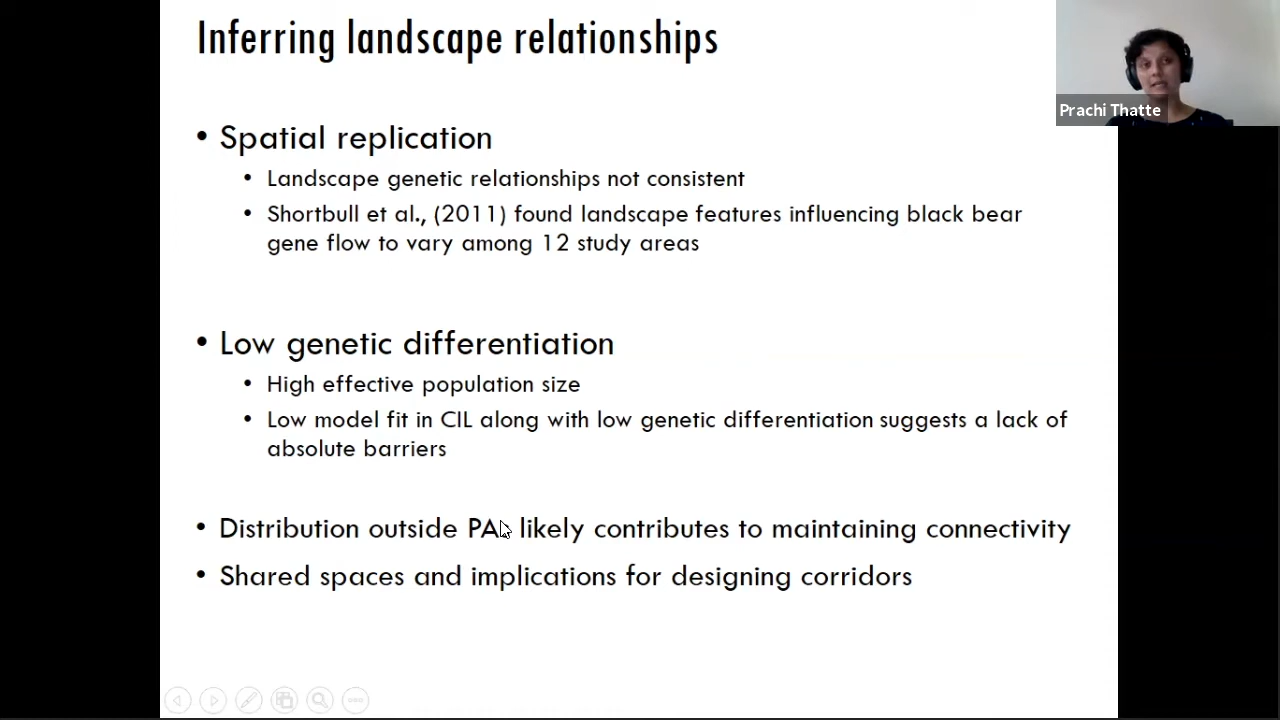 Inferring landscape relationships
Prachi Thatte
• Spatial replication
• Landscape genetic relationships not consistent
• Shortbull et al., (2011) found landscape features influencing black bear
gene flow to vary among 12 study areas
• Low genetic differentiation
• High effective population size
• Low model fit in CIL along with low genetic differentiation suggests a lack of
absolute barriers
• Distribution outside PA likely contributes to maintaining connectivity
• Shared spaces and implications for designing corridors